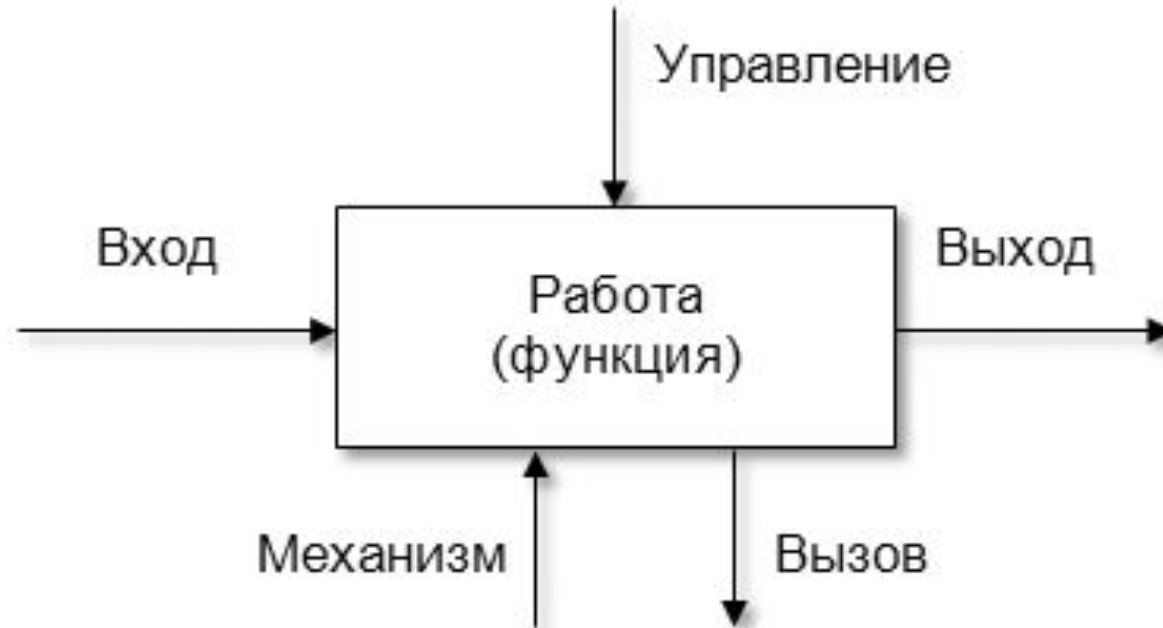 Управление
Вход
Выход
Работа
(функция)
Механизм
Вызов